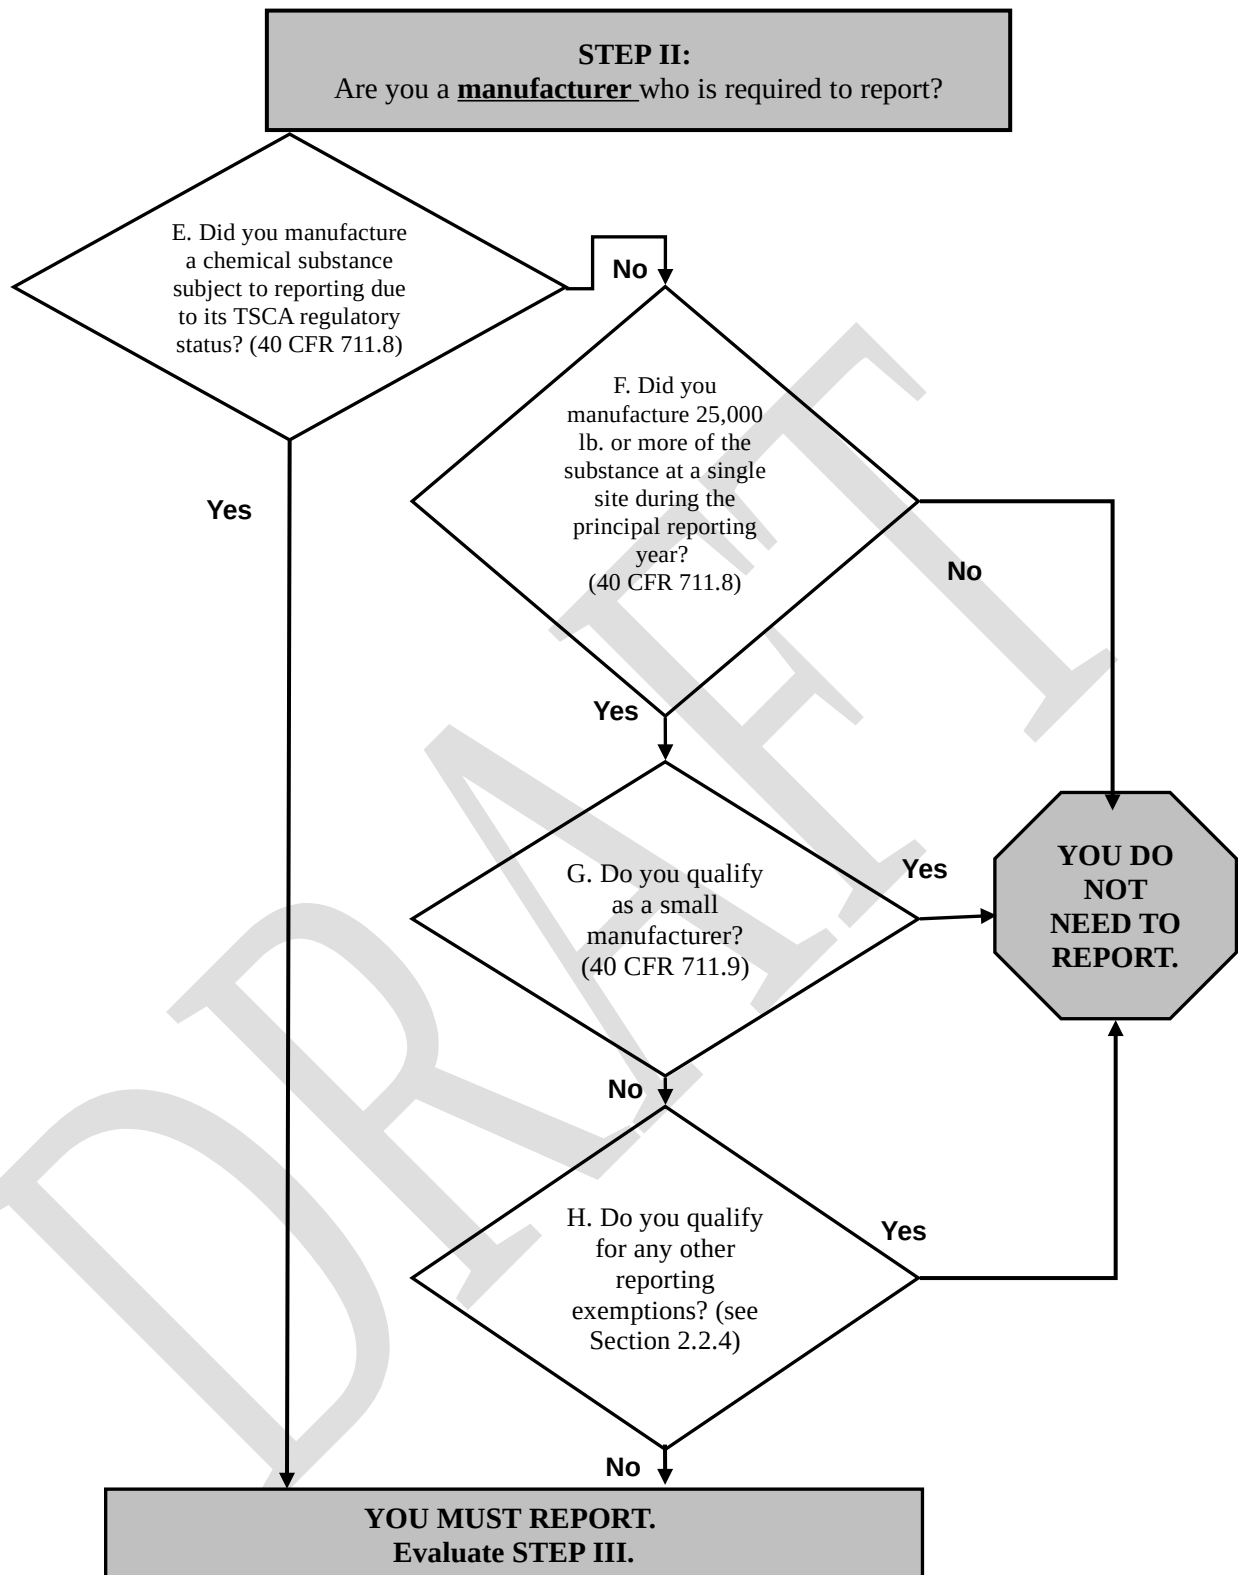 STEP II:
Are you a manufacturer who is required to report?
E. Did you manufacture
a chemical substance
subject to reporting due
to its TSCA regulatory
status? (40 CFR 711.8)
No
F. Did you
manufacture 25,000
lb. or more of the
substance at a single
site during the
principal reporting
year?
(40 CFR 711.8)
Yes
No
Yes
G. Do you qualify
as a small
manufacturer?
(40 CFR 711.9)
Yes
YOU DO
NOT
NEED TO
REPORT.
No
H. Do you qualify
for any other
reporting
exemptions? (see
Section 2.2.4)
Yes
No
YOU MUST REPORT.
Evaluate STEP III.
DRAFT